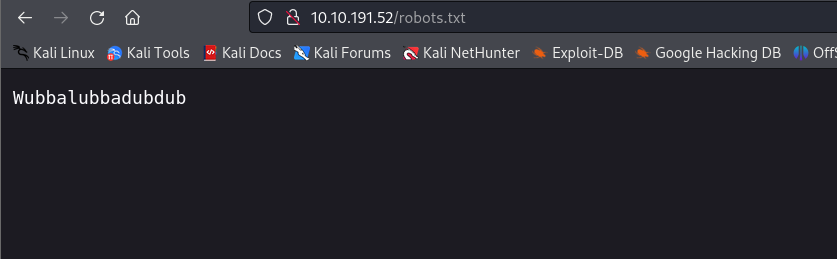 10.10.191.52/robots.txt
Kali Linux Kali Tools Kali Docs Kali Forums Kali NetHunter Exploit-DB Google Hacking DB OffS
Wubbalubbadubdub